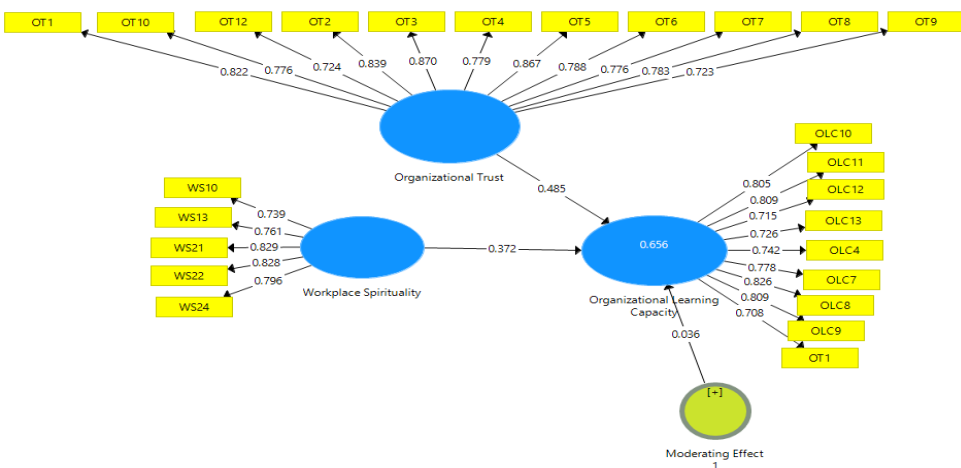 OT1
OT10
OT12
OT2
OT3
OT4
OT5
OT6
OT7
OT8
OT9
0.822
0.776
0.724
0.839
0.870
0.779
0.867
0.788
0.776
0.783
0.723
Organizational Trust
0.485
WS10
WS13
WS21
WS22
WS24
0.739
0.761
0.829
0.828
0.796
Workplace Spirituality
0.372
0.656
Organizational Learning
Capacity
0.805
0.809
0.715
0.726
0.742
0.778
0.826
0.809
0.708
OLC10
OLC11
OLC12
OLC13
OLC4
OLC7
OLC8
OLC9
OT1
0.036
[+]
Moderating Effect
1